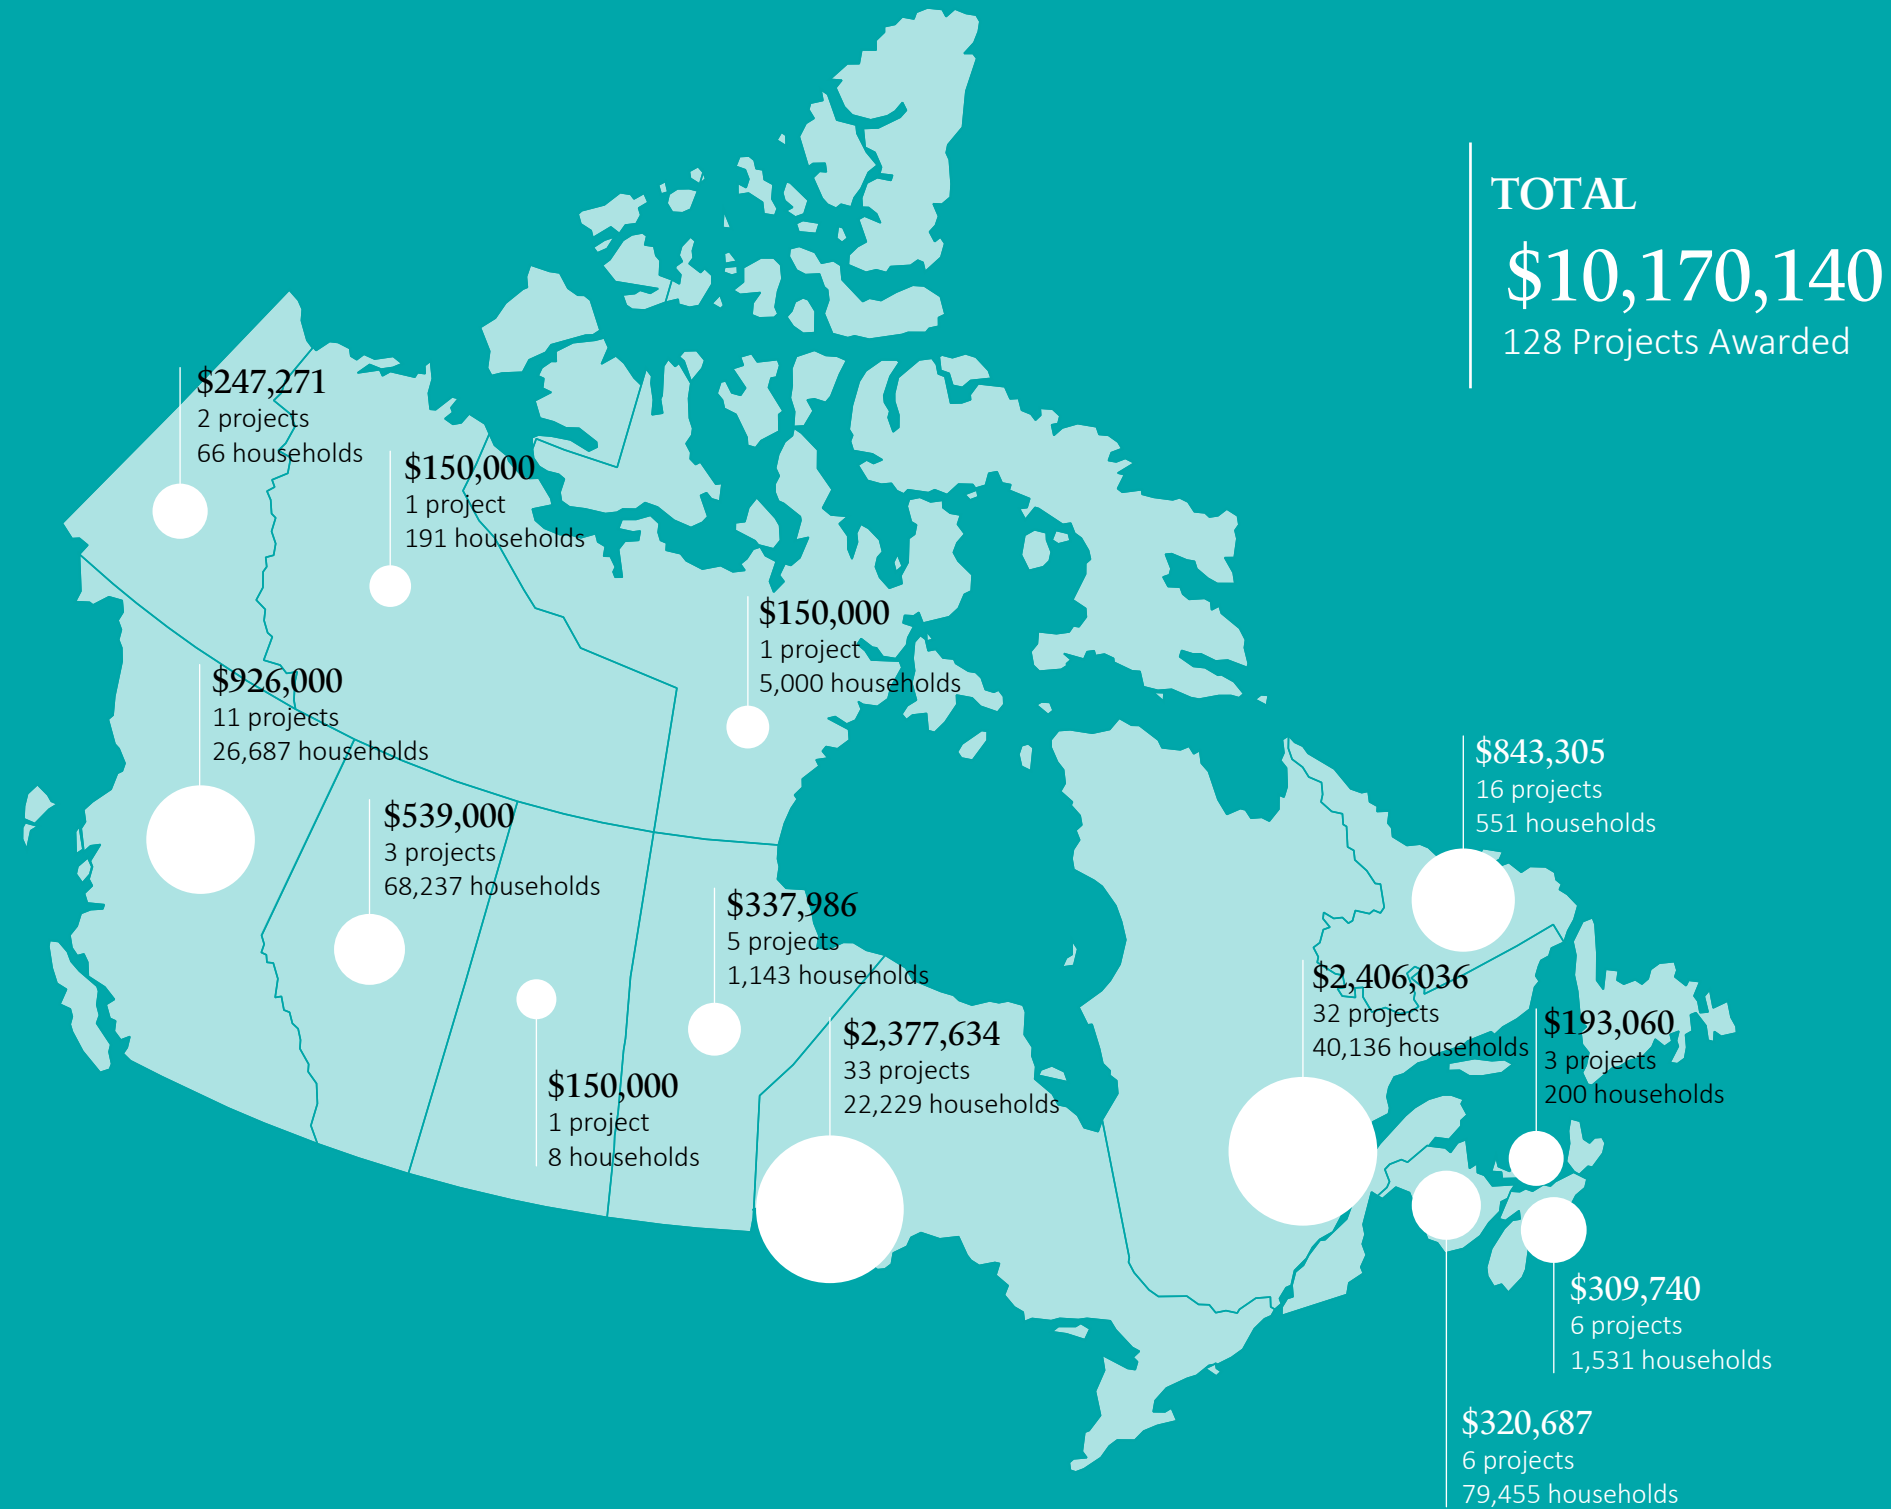 TOTAL
$10,170,140
128 Projects Awarded
$247,271
2 projects
66 households
$150,000
1 project
191 households
$150,000
1 project
5,000 households
$926,000
11 projects
26,687 households
$843,305
16 projects
551 households
$539,000
3 projects
68,237 households
$337,986
5 projects
1,143 households
$2,406,036
32 projects
40,136 households
$193,060
3 projects
200 households
$2,377,634
33 projects
22,229 households
$150,000
1 project
8 households
$309,740
6 projects
1,531 households
$320,687
6 projects
79,455 households